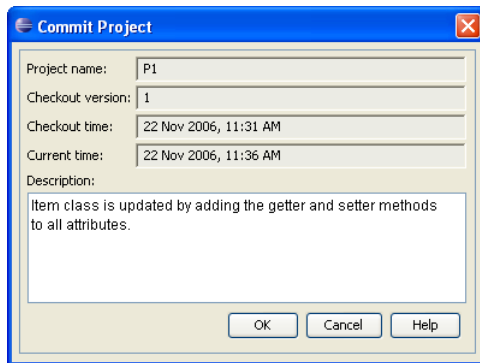 Commit Project
Project name: P1
Checkout version: 1
Checkout time: 22 Nov 2006, 11:31 AM
Current time: 22 Nov 2006, 11:36 AM
Description:
Item class is updated by adding the getter and setter methods
to all attributes.
OK Cancel Help